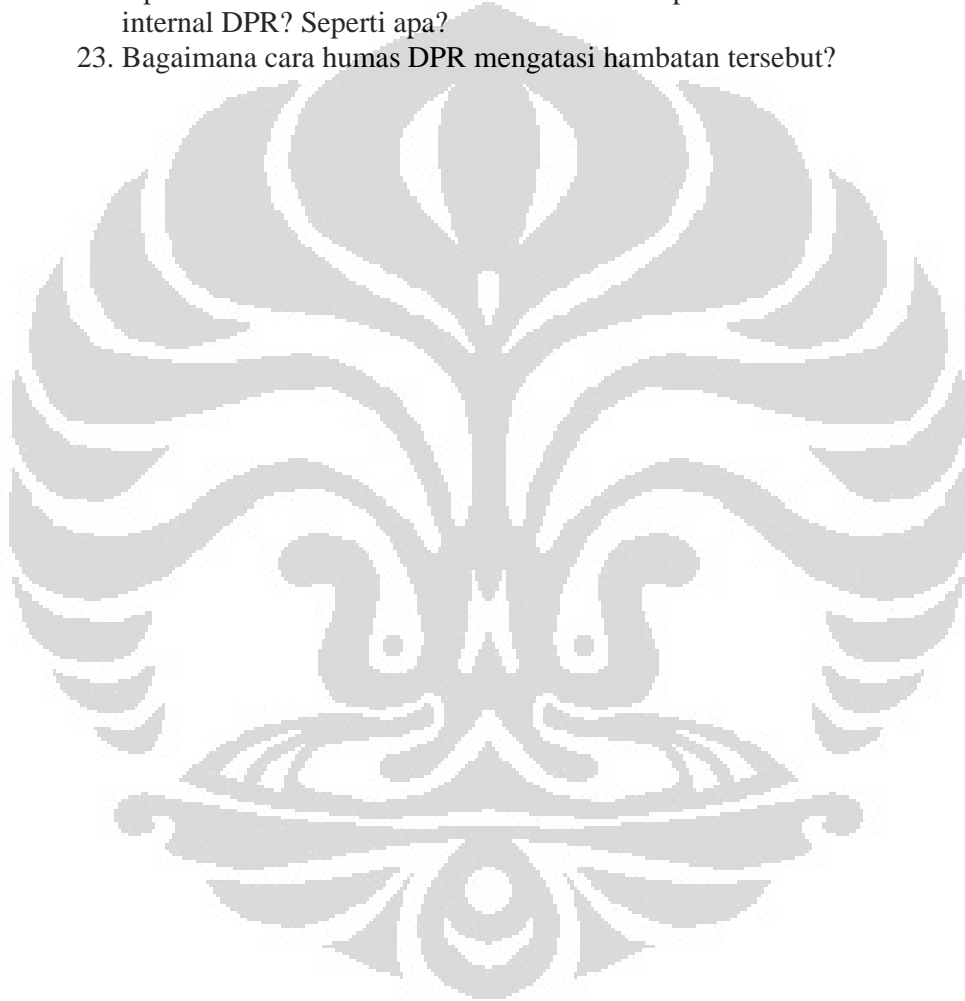 internal DPR? Seperti apa?
23. Bagaimana cara humas DPR mengatasi hambatan tersebut?